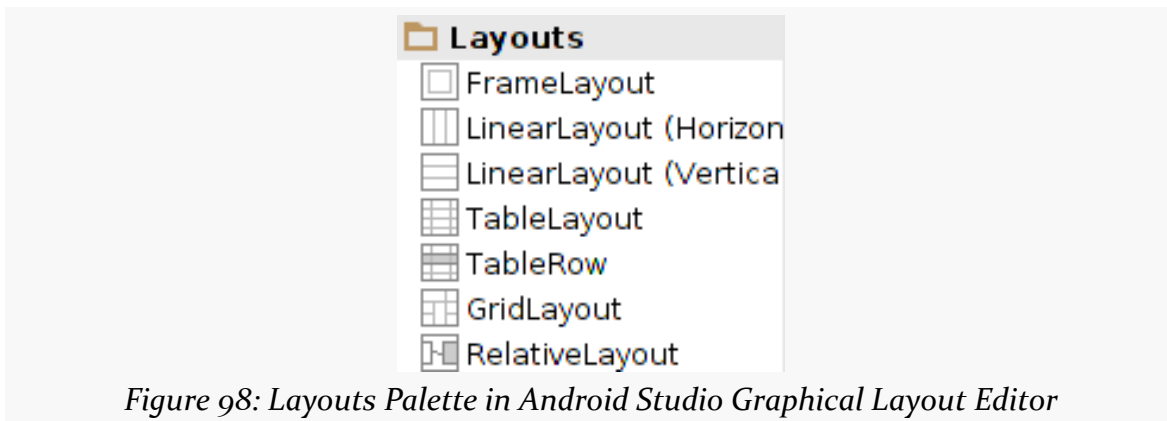 Layouts
FrameLayout
LinearLayout (Horizon
LinearLayout (Vertica
TableLayout
TableRow
GridLayout
RelativeLayout
Figure 98: Layouts Palette in Android Studio Graphical Layout Editor